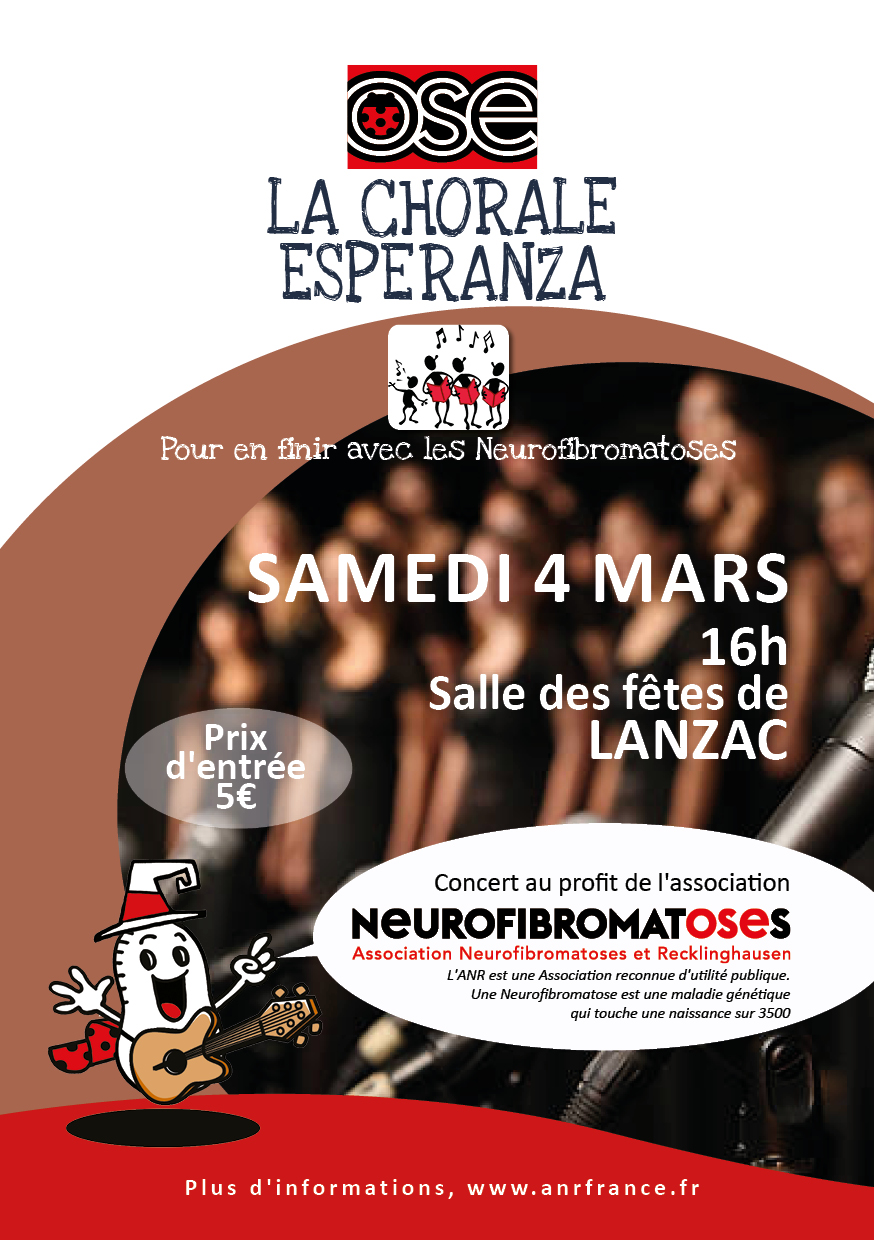 ose
LA CHORALE
ESPERANZA
Pour en finir avec les Neurofibromatoses
SAMEDI 4 MARS
16h
Salle des fêtes de
LANZAC
Prix
d'entrée
5€
Concert au profit de l'association
NeUROFIBROMATOSeS
Association Neurofibromatoses et Recklinghausen
L'ANR est une Association reconnue d'utilité publique.
Une Neurofibromatose est une maladie génétique
qui touche une naissance sur 3500
Plus d'informations, www.anrfrance.fr